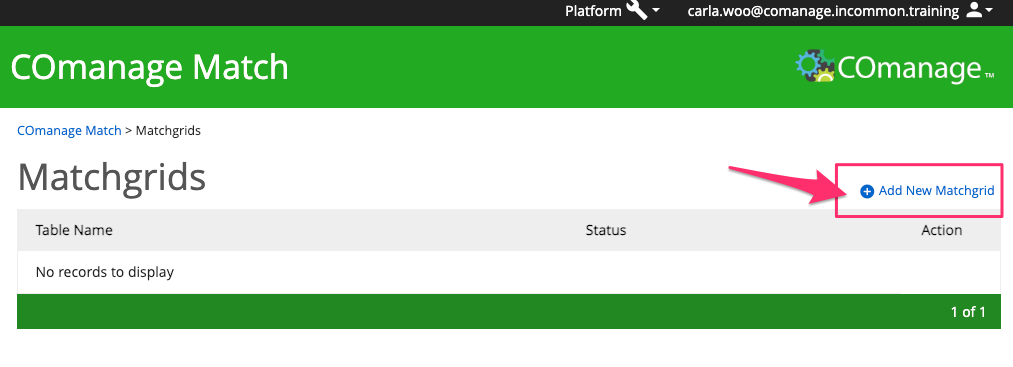 Platform carla.woo@comanage.incommon.training
COmanage Match
COmanage™
COmanage Match > Matchgrids
Matchgrids
Add New Matchgrid
Table Name Status Action
No records to display
1 of 1